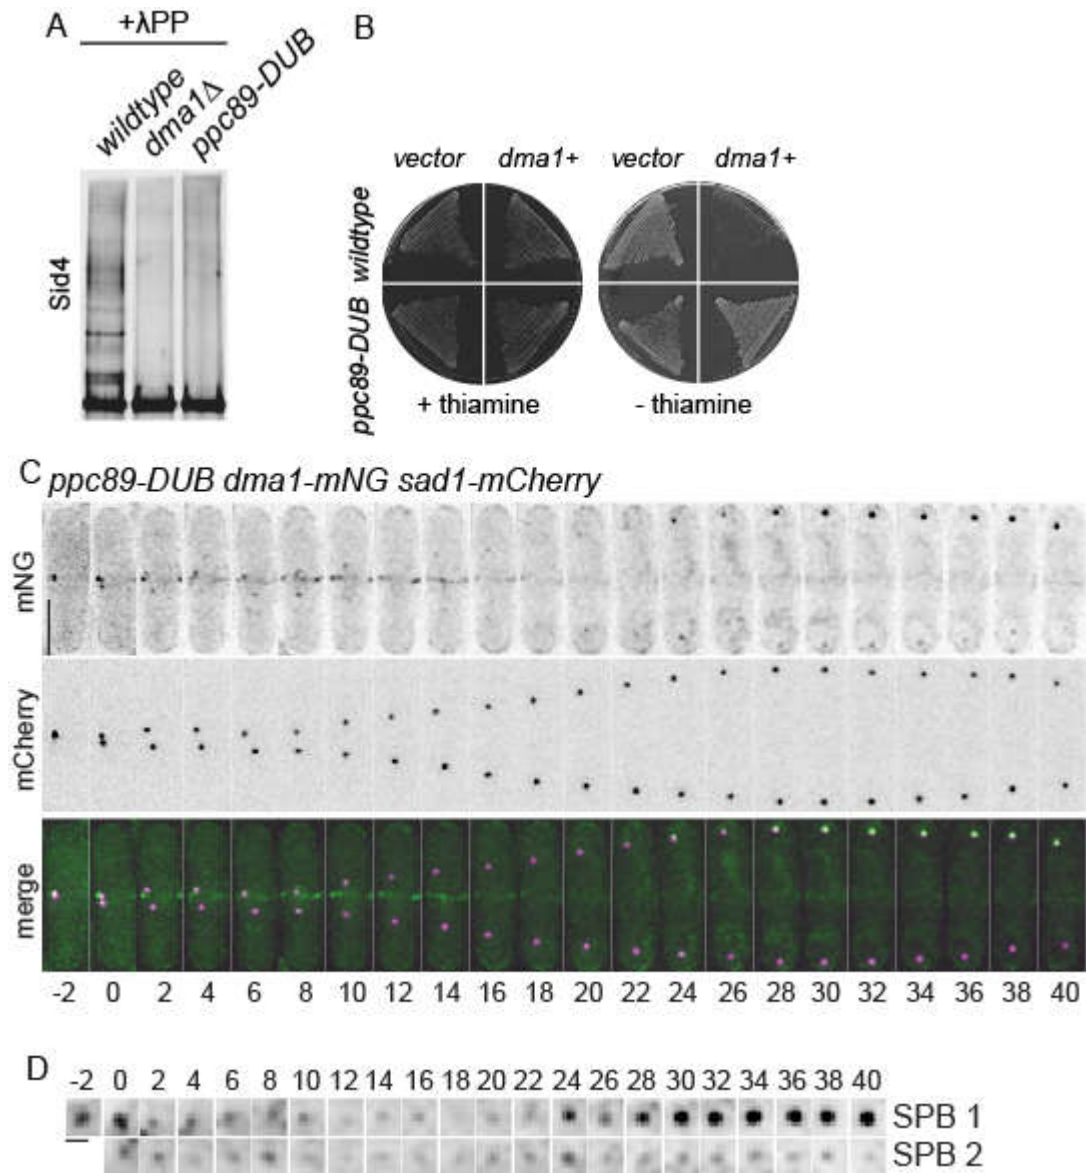 A
+λPP
wildtype
dma1Δ
ppc89-DUB
Sid4
B
vector dma1+ vector dma1+
wildtype
ppc89-DUB
+ thiamine - thiamine
C ppc89-DUB dma1-mNG sad1-mCherry
mNG
mCherry
merge
-2 0 2 4 6 8 10 12 14 16 18 20 22 24 26 28 30 32 34 36 38 40
D -2 0 2 4 6 8 10 12 14 16 18 20 22 24 26 28 30 32 34 36 38 40
SPB 1
SPB 2